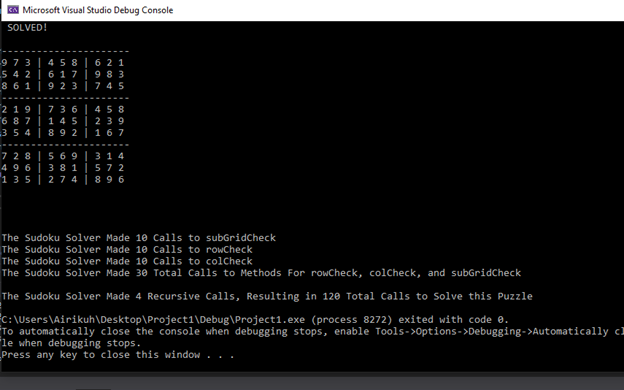 Microsoft Visual Studio Debug Console
SOLVED!
-----------------------
9 7 3 | 4 5 8 | 6 2 1
5 4 2 | 6 1 7 | 9 8 3
8 6 1 | 9 2 3 | 7 4 5
-----------------------
2 1 9 | 7 3 6 | 4 5 8
6 8 7 | 1 4 5 | 2 3 9
3 5 4 | 8 9 2 | 1 6 7
-----------------------
7 2 8 | 5 6 9 | 3 1 4
4 9 6 | 3 8 1 | 5 7 2
1 3 5 | 2 7 4 | 8 9 6
The Sudoku Solver Made 10 Calls to subGridCheck
The Sudoku Solver Made 10 Calls to rowCheck
The Sudoku Solver Made 10 Calls to colCheck
The Sudoku Solver Made 30 Total Calls to Methods For rowCheck, colCheck, and subGridCheck
The Sudoku Solver Made 4 Recursive Calls, Resulting in 120 Total Calls to Solve this Puzzle
C:\Users\Airikuh\Desktop\Project1\Debug\Project1.exe (process 8272) exited with code 0.
To automatically close the console when debugging stops, enable Tools->Options->Debugging->Automatically cl
le when debugging stops.
Press any key to close this window . . .